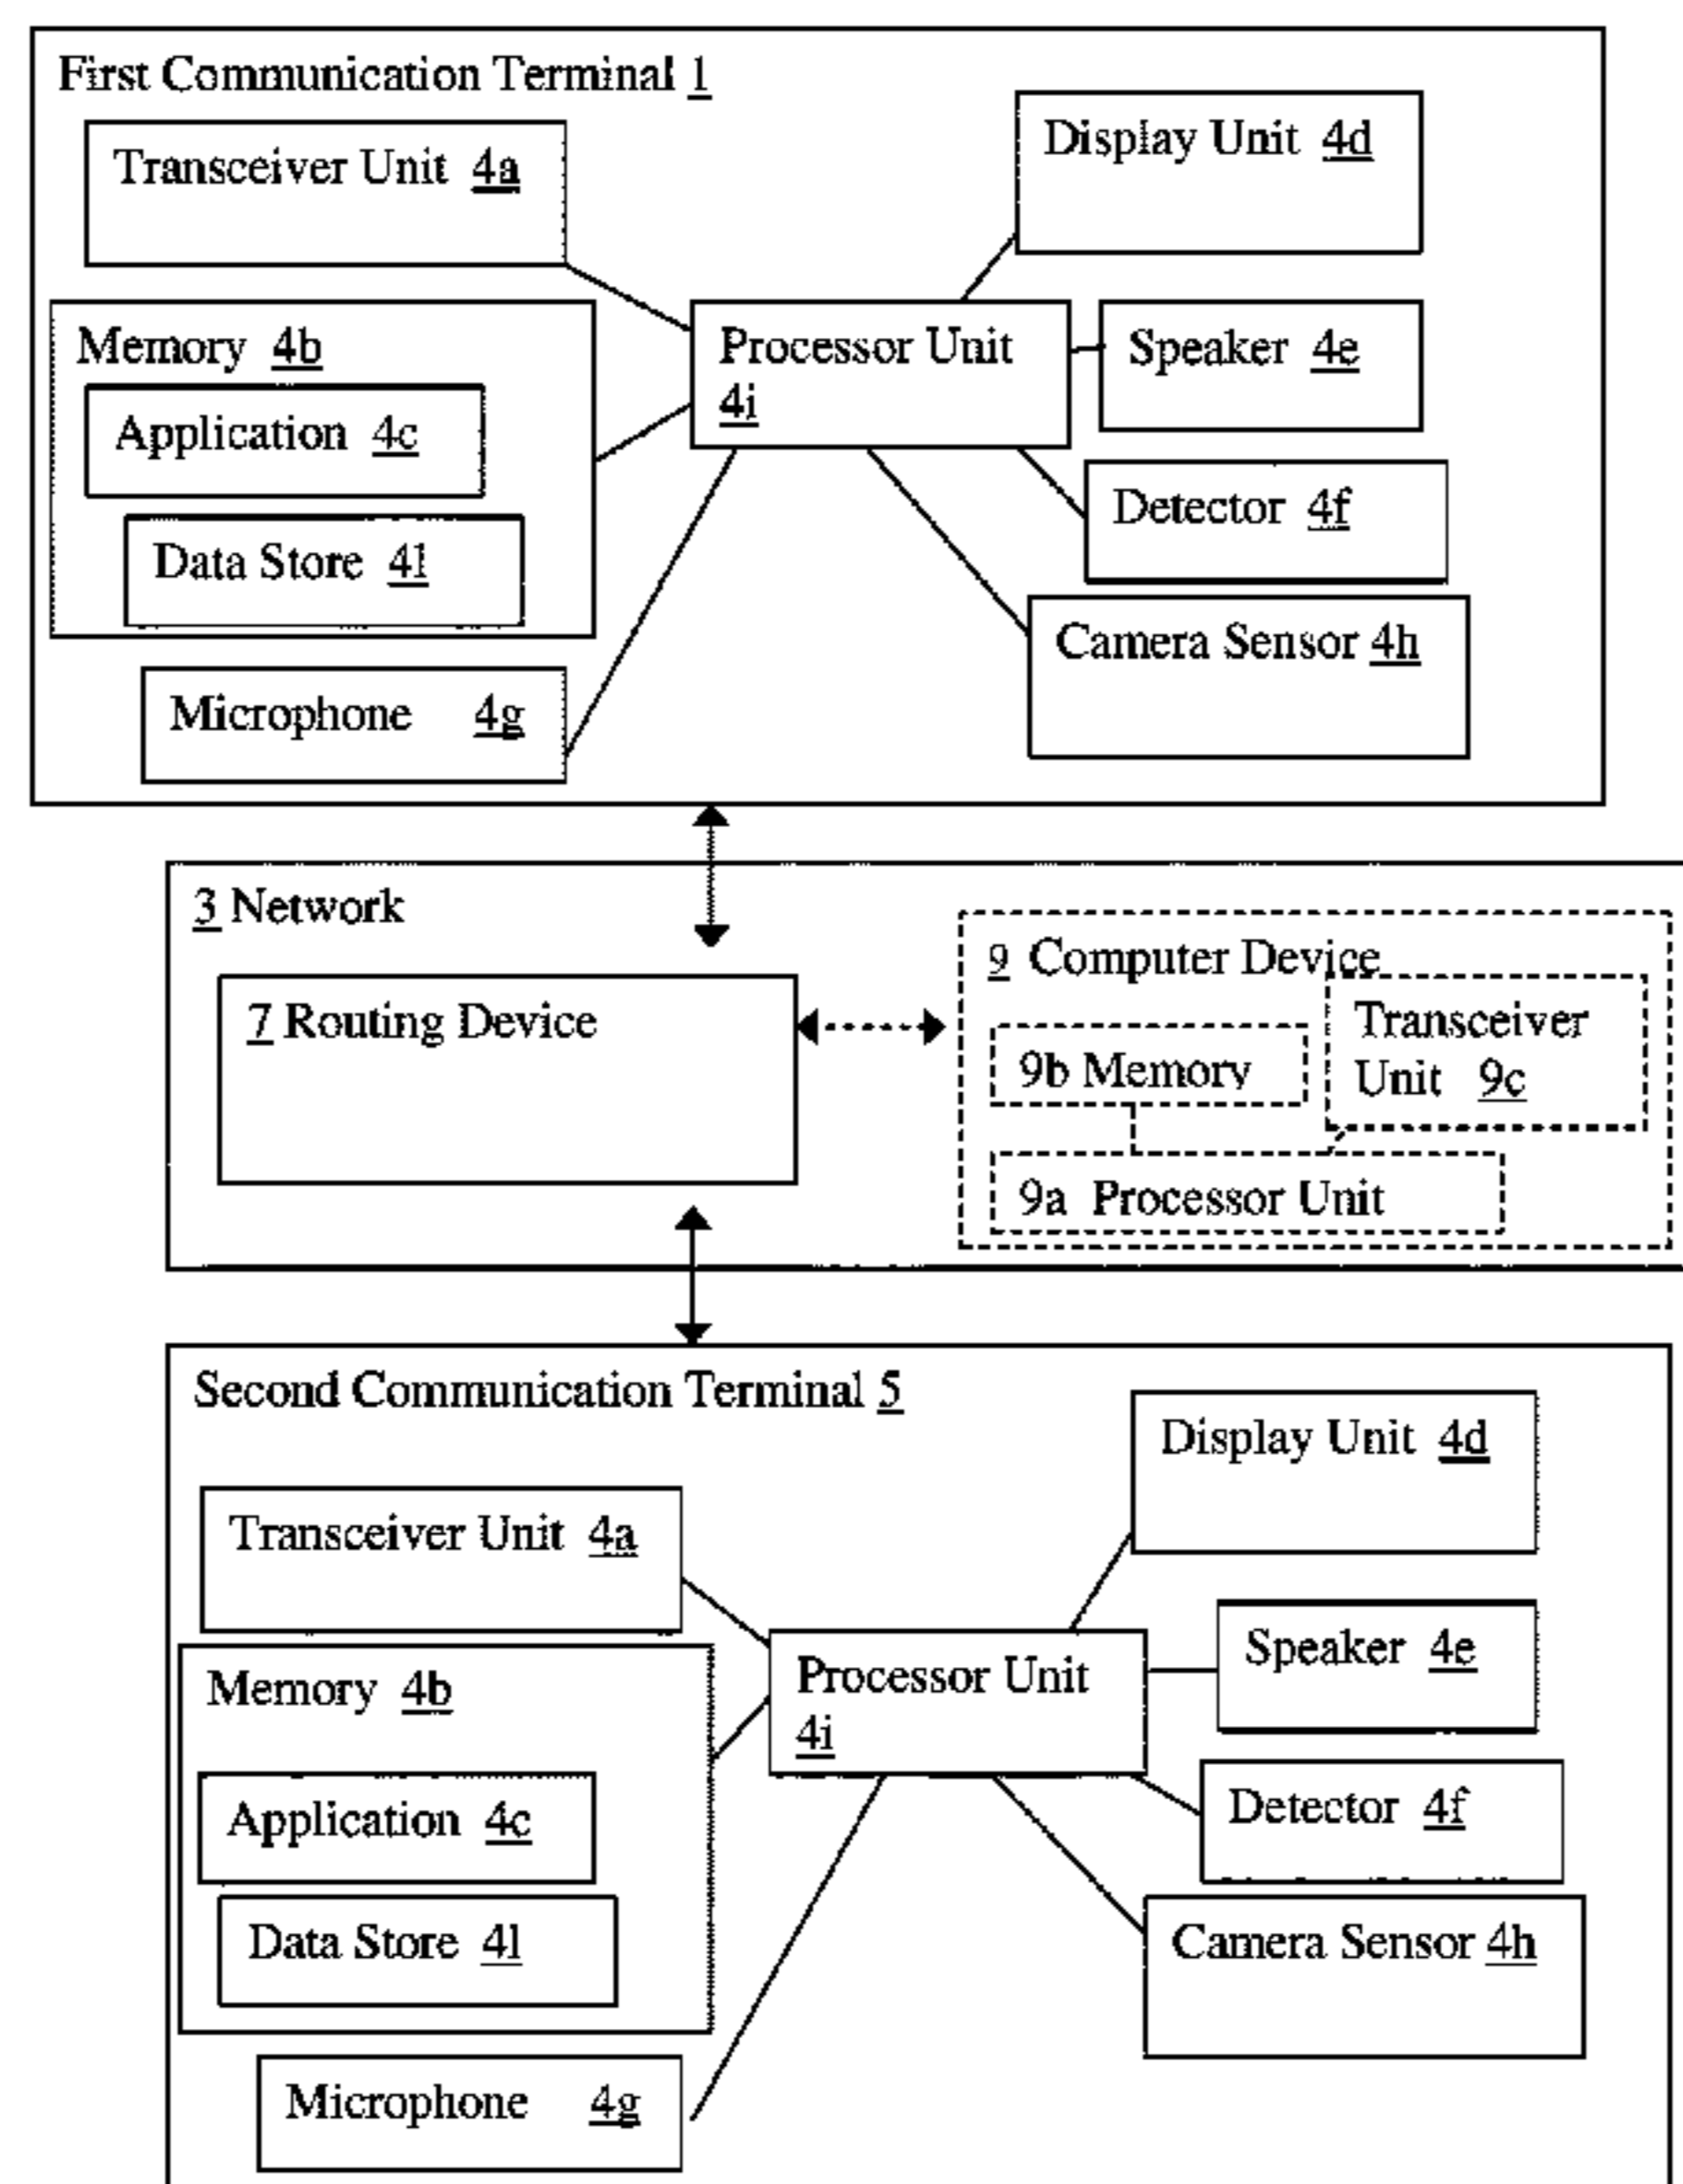 First Communication Terminal 1
Transceiver Unit 4a
Display Unit 4d
Memory 4b
Processor Unit
4i
Speaker 4e
Application 4c
Detector 4f
Data Store 4l
Camera Sensor 4h
Microphone 4g
3 Network
9 Computer Device
7 Routing Device
Transceiver
Unit 9c
9b Memory
9a Processor Unit
Second Communication Terminal 5
Display Unit 4d
Transceiver Unit 4a
Speaker 4e
Memory 4b
Processor Unit
4i
Application 4c
Detector 4f
Data Store 4l
Camera Sensor 4h
Microphone 4g